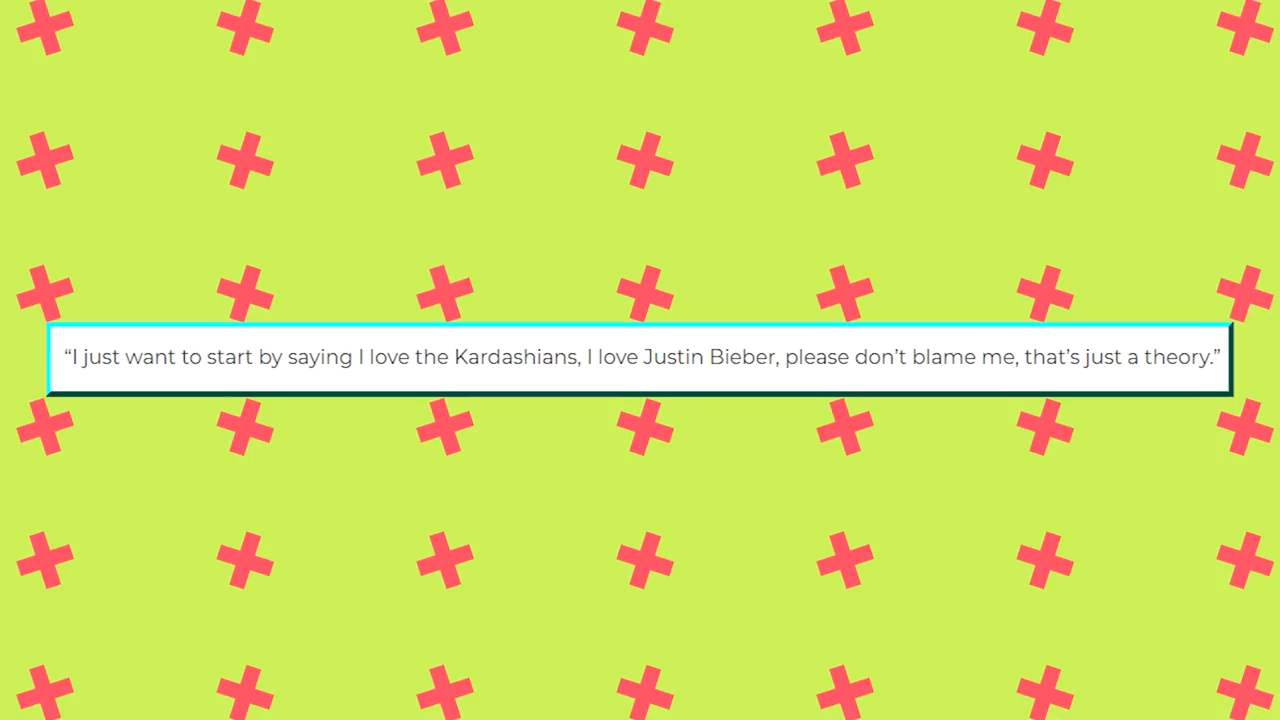 “I just want to start by saying I love the Kardashians, I love Justin Bieber, please don’t blame me, that’s just a theory.”